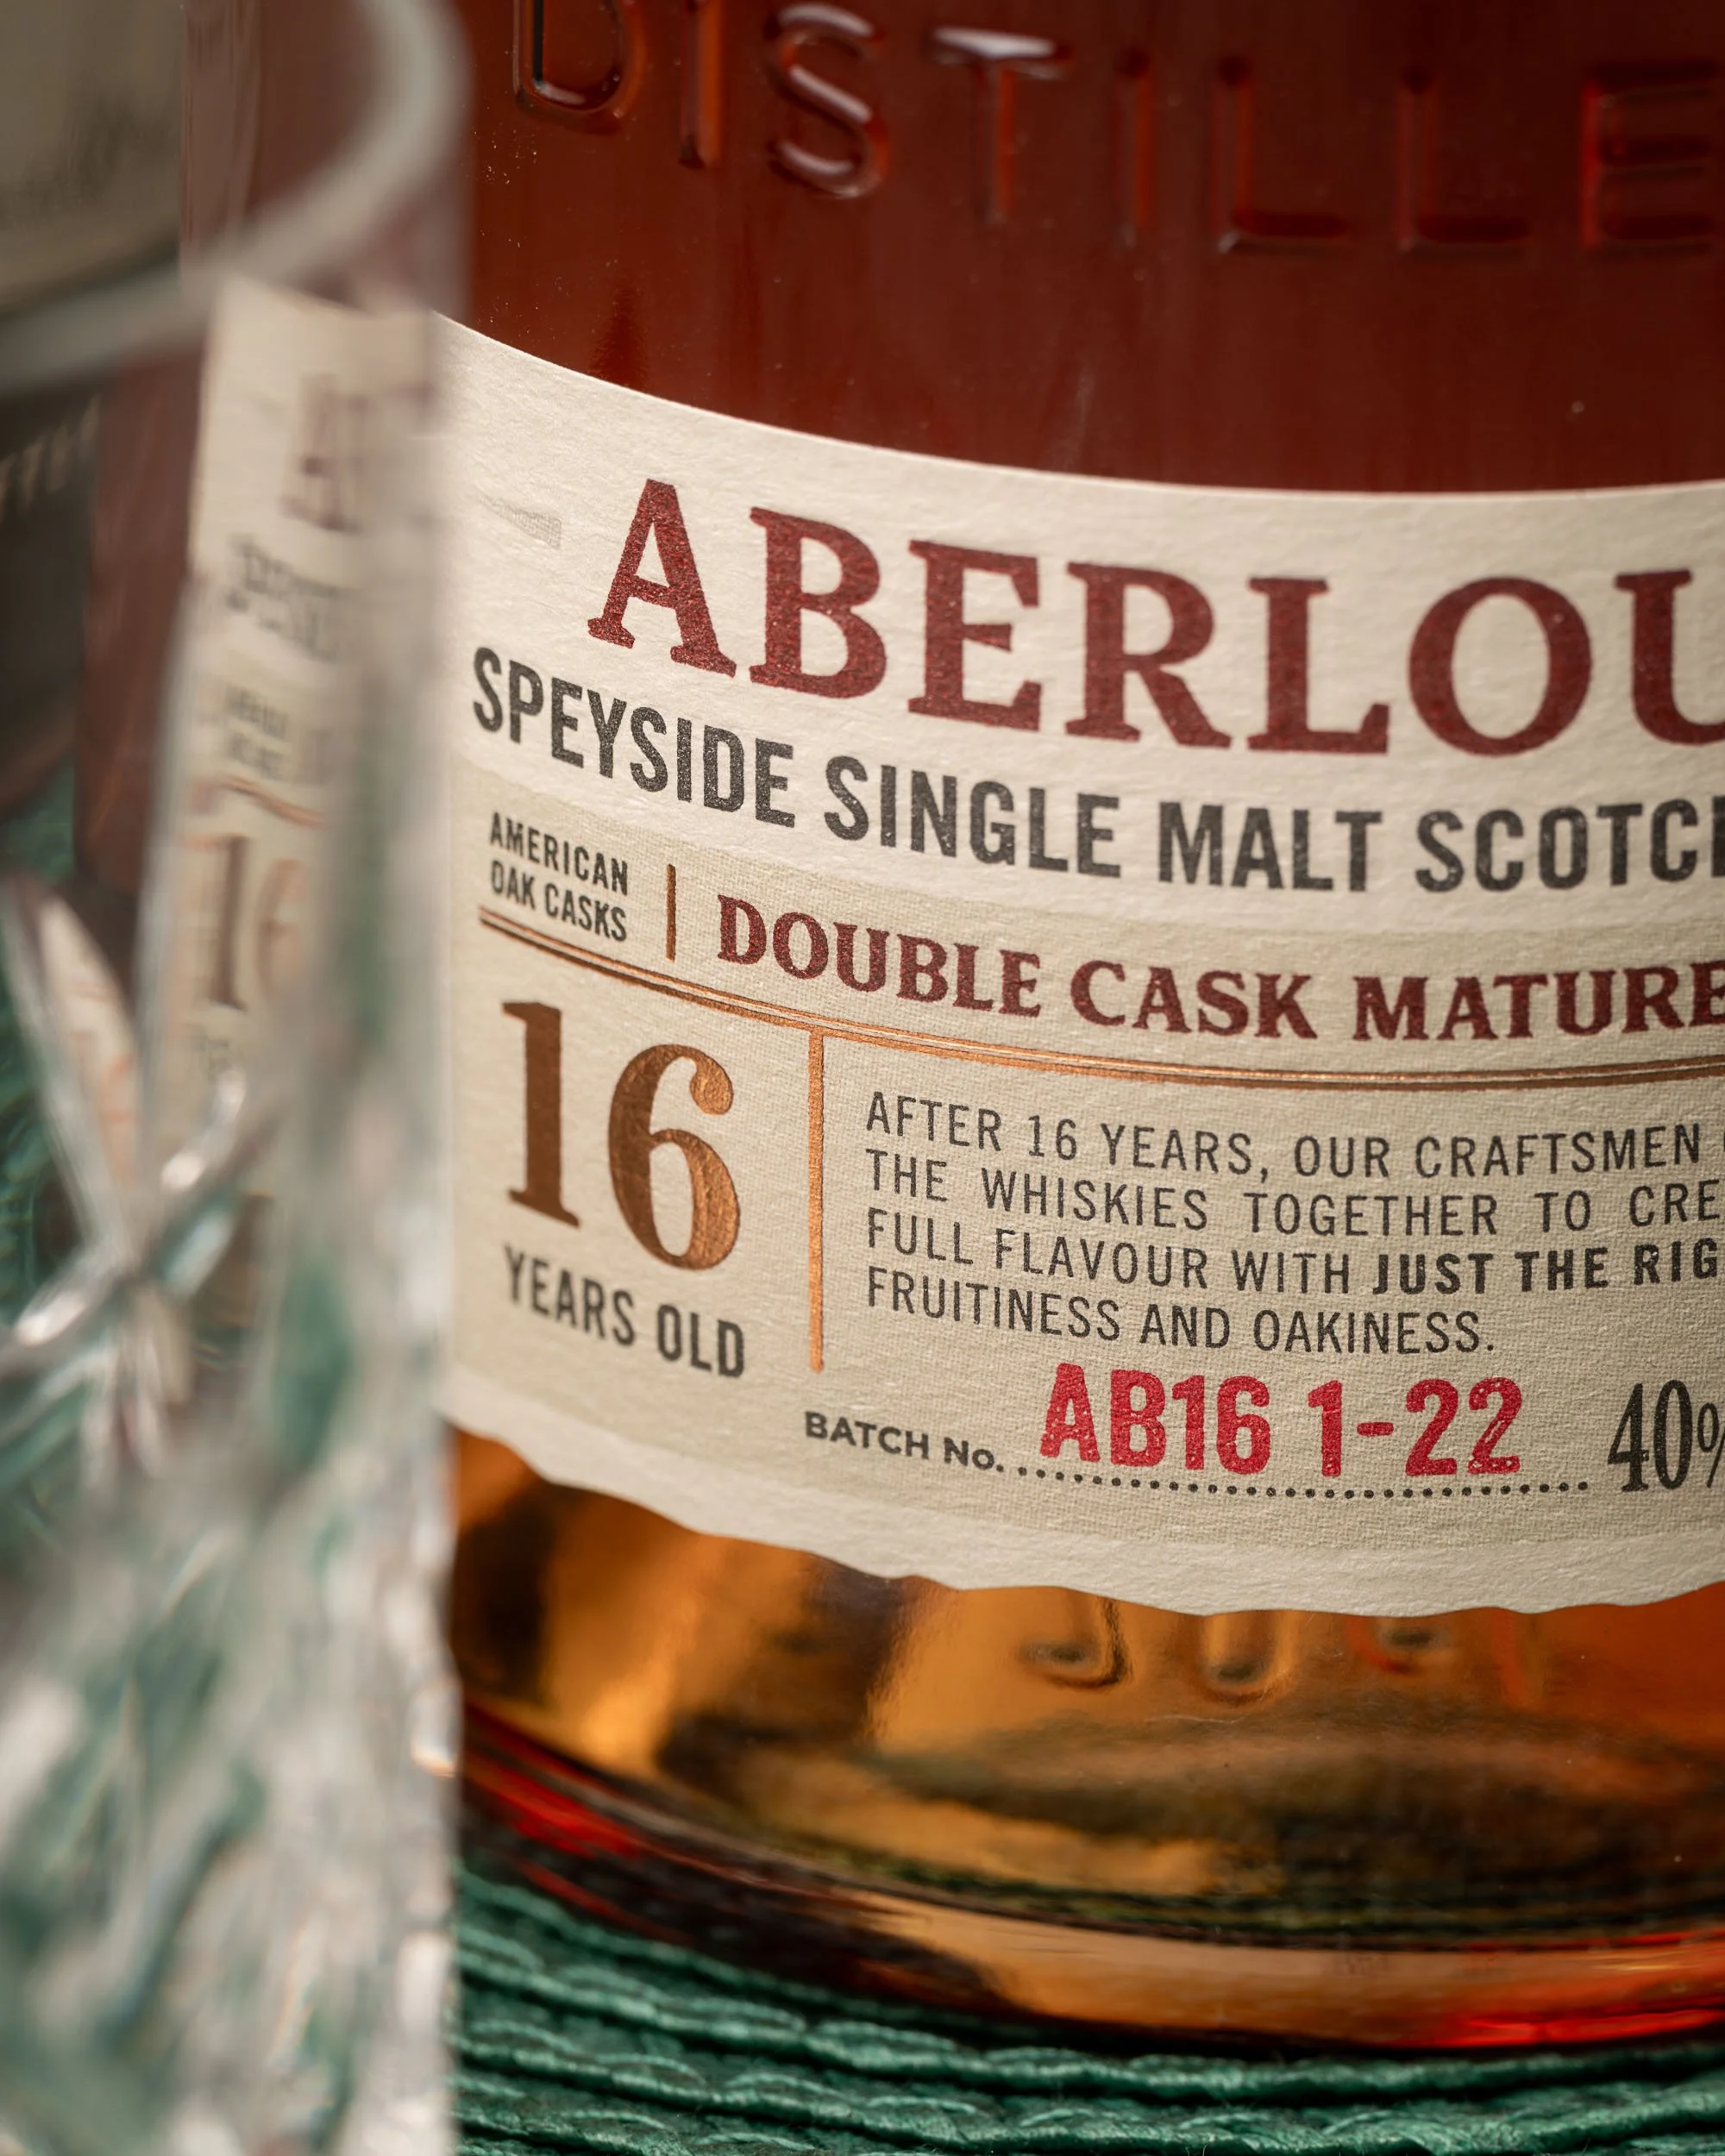 DISTILLE
ABERLOU
SPEYSIDE SINGLE MALT SCOTCH
AMERICAN
OAK CASKS
DOUBLE CASK MATURE
16
YEARS OLD
AFTER 16 YEARS, OUR CRAFTSMEN
THE WHISKIES TOGETHER TO CRE
FULL FLAVOUR WITH JUST THE RIG
FRUITINESS AND OAKINESS.
BATCH No. AB16 1-22 40%